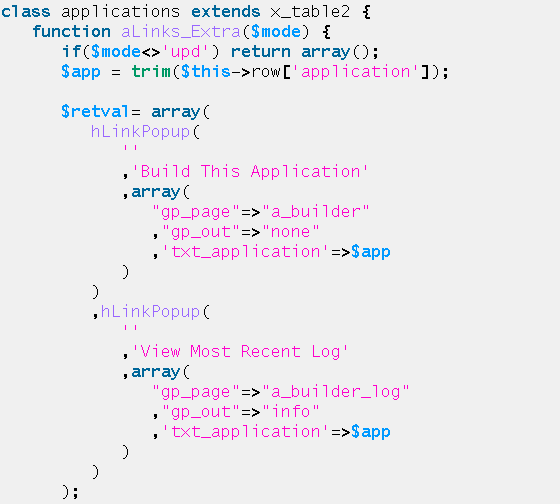 class applications extends x_table2 {
   function aLinks_Extra($mode) {
      if($mode<>'upd') return array();
      $app = trim($this->row['application']);

      $retval= array(
         hLinkPopup(
            ''
            ,'Build This Application'
            ,array(
               "gp_page"=>"a_builder"
               ,"gp_out"=>"none"
               ,'txt_application'=>$app
            )
         )
         ,hLinkPopup(
            ''
            ,'View Most Recent Log'
            ,array(
               "gp_page"=>"a_builder_log"
               ,"gp_out"=>"info"
               ,'txt_application'=>$app
            )
         )
      );